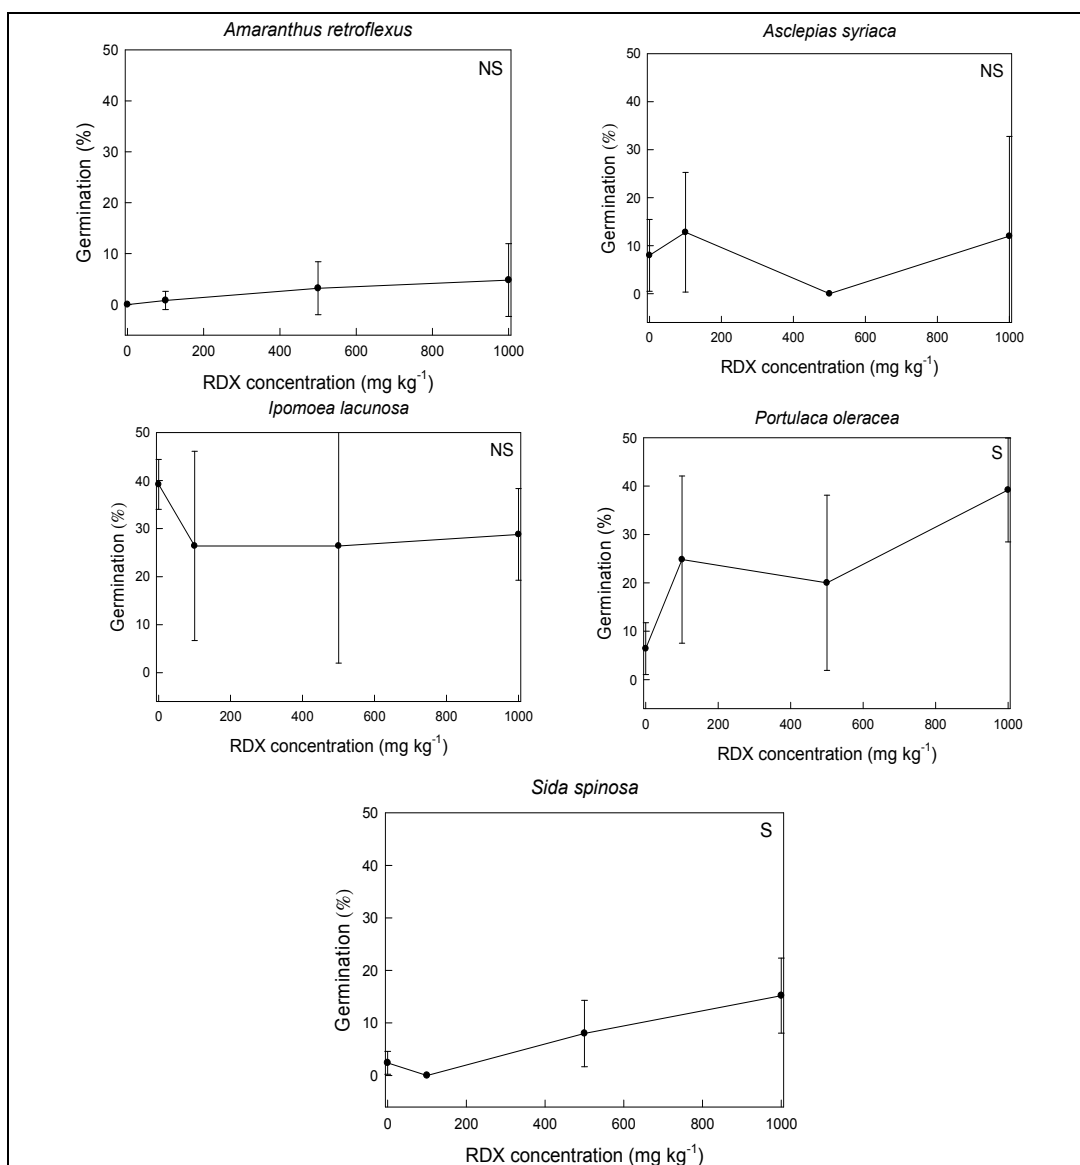 Amaranthus retroflexus
NS
50
40
30
20
10
0
Germination (%)
0 200 400 600 800 1000
RDX concentration (mg kg-1)
Asclepias syriaca
NS
50
40
30
20
10
0
Germination (%)
0 200 400 600 800 1000
RDX concentration (mg kg-1)
Ipomoea lacunosa
NS
50
40
30
20
10
0
Germination (%)
0 200 400 600 800 1000
RDX concentration (mg kg-1)
Portulaca oleracea
S
50
40
30
20
10
0
Germination (%)
0 200 400 600 800 1000
RDX concentration (mg kg-1)
Sida spinosa
S
50
40
30
20
10
0
Germination (%)
0 200 400 600 800 1000
RDX concentration (mg kg-1)